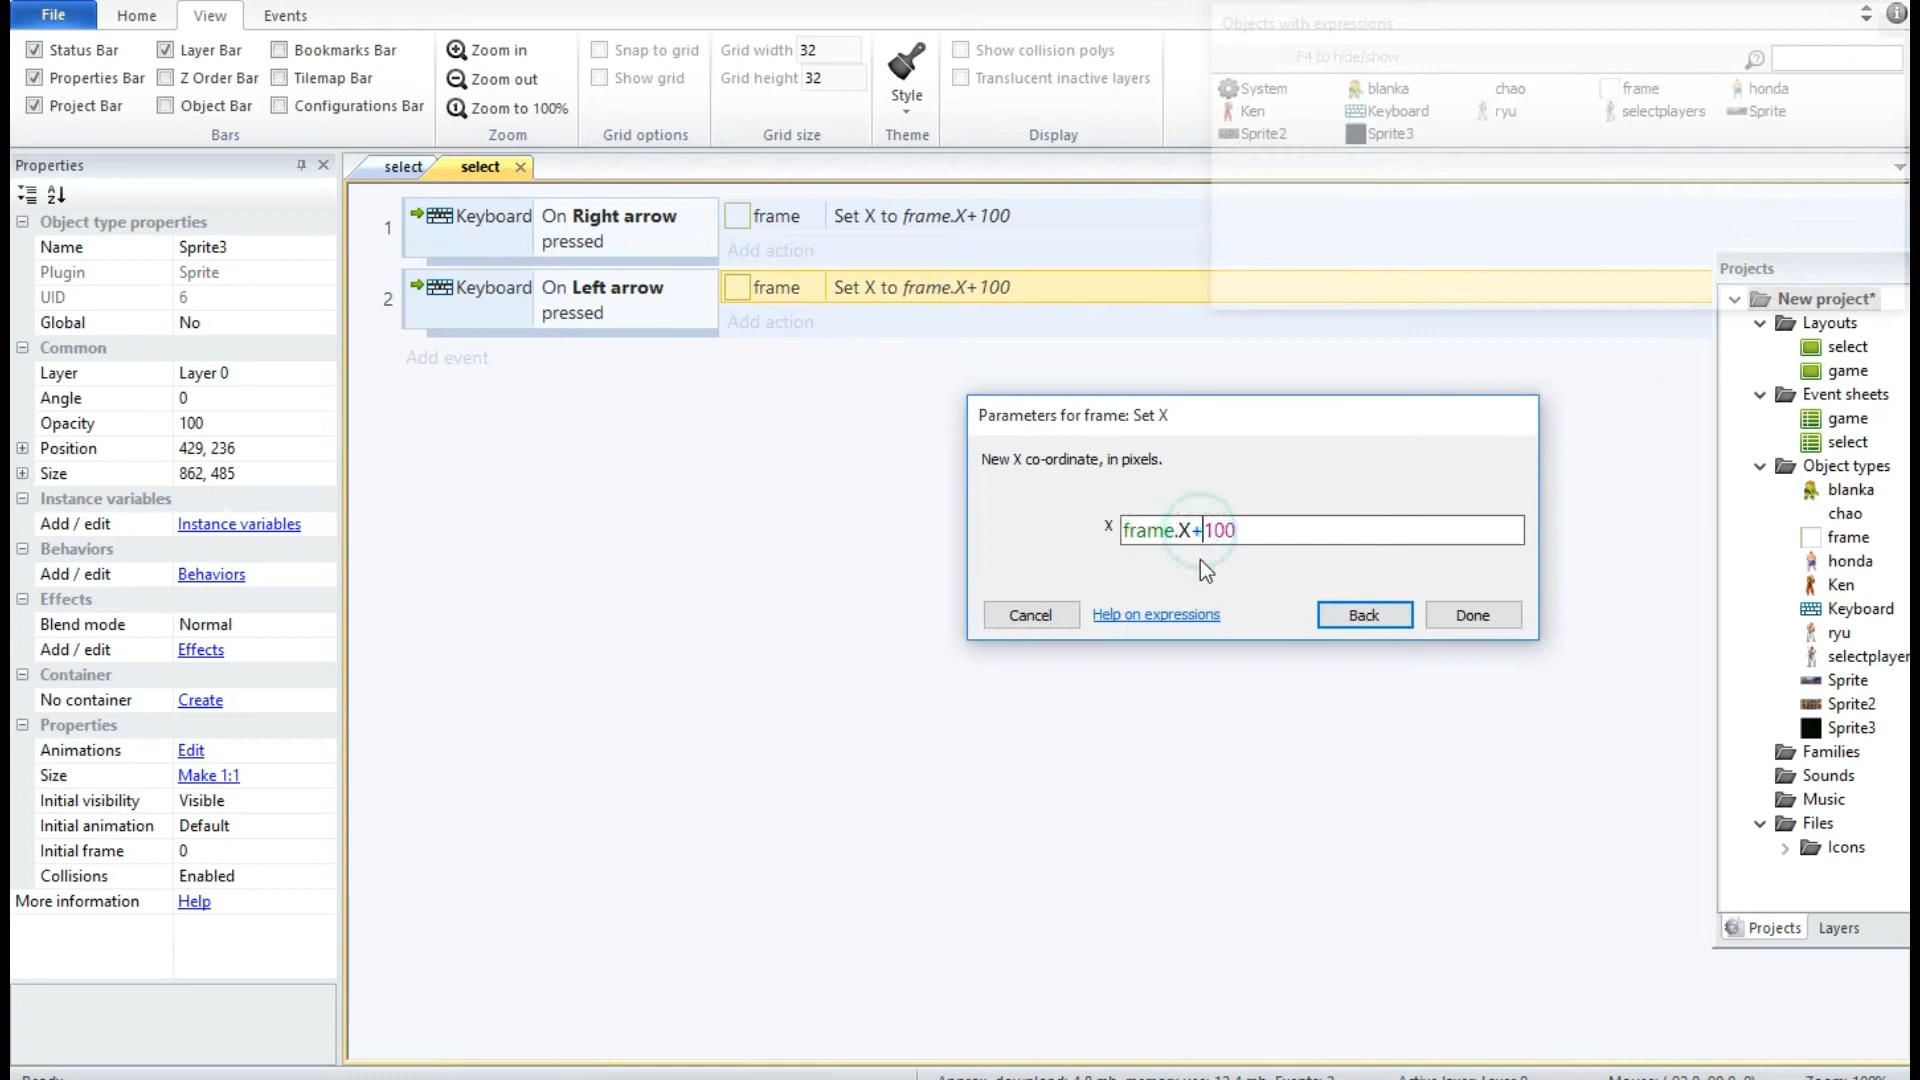 File Home View Events
Objects with expressions
F4 to hide/show
Status Bar Layer Bar Bookmarks Bar
Properties Bar Z Order Bar Tilemap Bar
Project Bar Object Bar Configurations Bar
Bars
Zoom in
Zoom out
Zoom to 100%
Zoom
Snap to grid
Show grid
Grid options
Grid width 32
Grid height 32
Grid size
Style
Theme
Show collision polys
Translucent inactive layers
Display
System blanka chao frame honda
Ken Keyboard ryu selectplayers Sprite
Sprite2 Sprite3
Properties
Object type properties
Name Sprite3
Plugin Sprite
UID 6
Global No
Common
Layer Layer 0
Angle 0
Opacity 100
Position 429, 236
Size 862, 485
Instance variables
Add / edit Instance variables
Behaviors
Add / edit Behaviors
Effects
Blend mode Normal
Add / edit Effects
Container
No container Create
Properties
Animations Edit
Size Make 1:1
Initial visibility Visible
Initial animation Default
Initial frame 0
Collisions Enabled
More information Help
select select
1 Keyboard On Right arrow pressed frame Set X to frame.X+100
Add action
2 Keyboard On Left arrow pressed frame Set X to frame.X+100
Add action
Add event
Parameters for frame: Set X
New X co-ordinate, in pixels.
X frame.X+100
Cancel Help on expressions Back Done
Projects
New project*
Layouts
select
game
Event sheets
game
select
Object types
blanka
chao
frame
honda
Ken
Keyboard
ryu
selectplayer
Sprite
Sprite2
Sprite3
Families
Sounds
Music
Files
Icons
Projects Layers